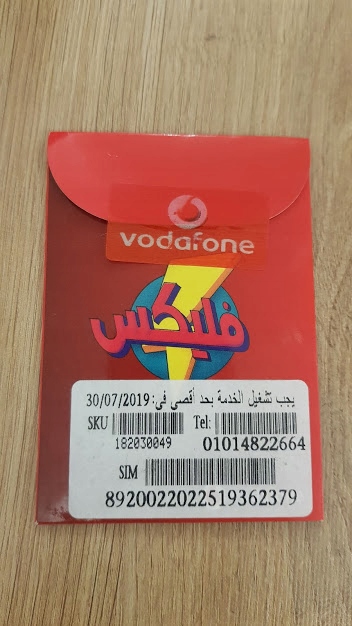 vodafone
فليكس
يجب تشغيل الخدمة بحد أقصى في: 30/07/2019
SKU Tel:
182030049 01014822664
SIM
8920022022519362379